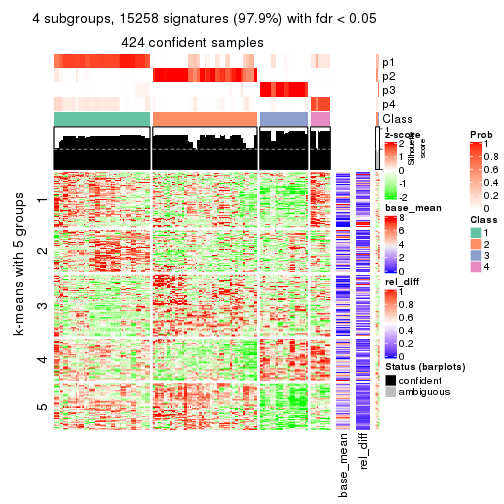 4 subgroups, 15258 signatures (97.9%) with fdr < 0.05
424 confident samples
p1
p2
p3
p4
Class
1
Silhouette
score
k-means with 5 groups
1
2
3
4
5
base_mean
rel_diff
z-score
2
1
0
-1
-2
base_mean
8
6
4
2
0
rel_diff
1
0.8
0.6
0.4
0.2
0
Status (barplots)
confident
ambiguous
Prob
1
0.8
0.6
0.4
0.2
0
Class
1
2
3
4